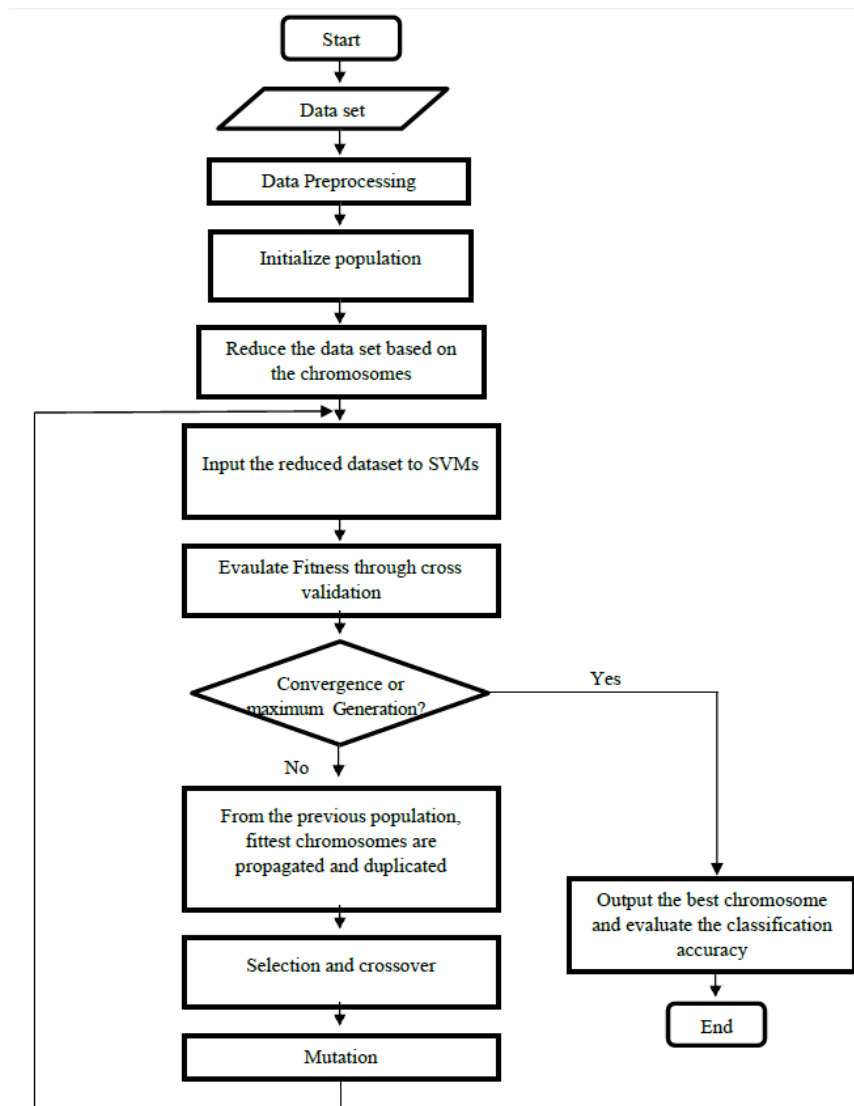 Start
Data set
Data Preprocessing
Initialize population
Reduce the data set based on
the chromosomes
Input the reduced dataset to SVMs
Evaulate Fitness through cross
validation
Convergence or
maximum Generation?
Yes
No
From the previous population,
fittest chromosomes are
propagated and duplicated
Output the best chromosome
and evaluate the classification
accuracy
Selection and crossover
End
Mutation